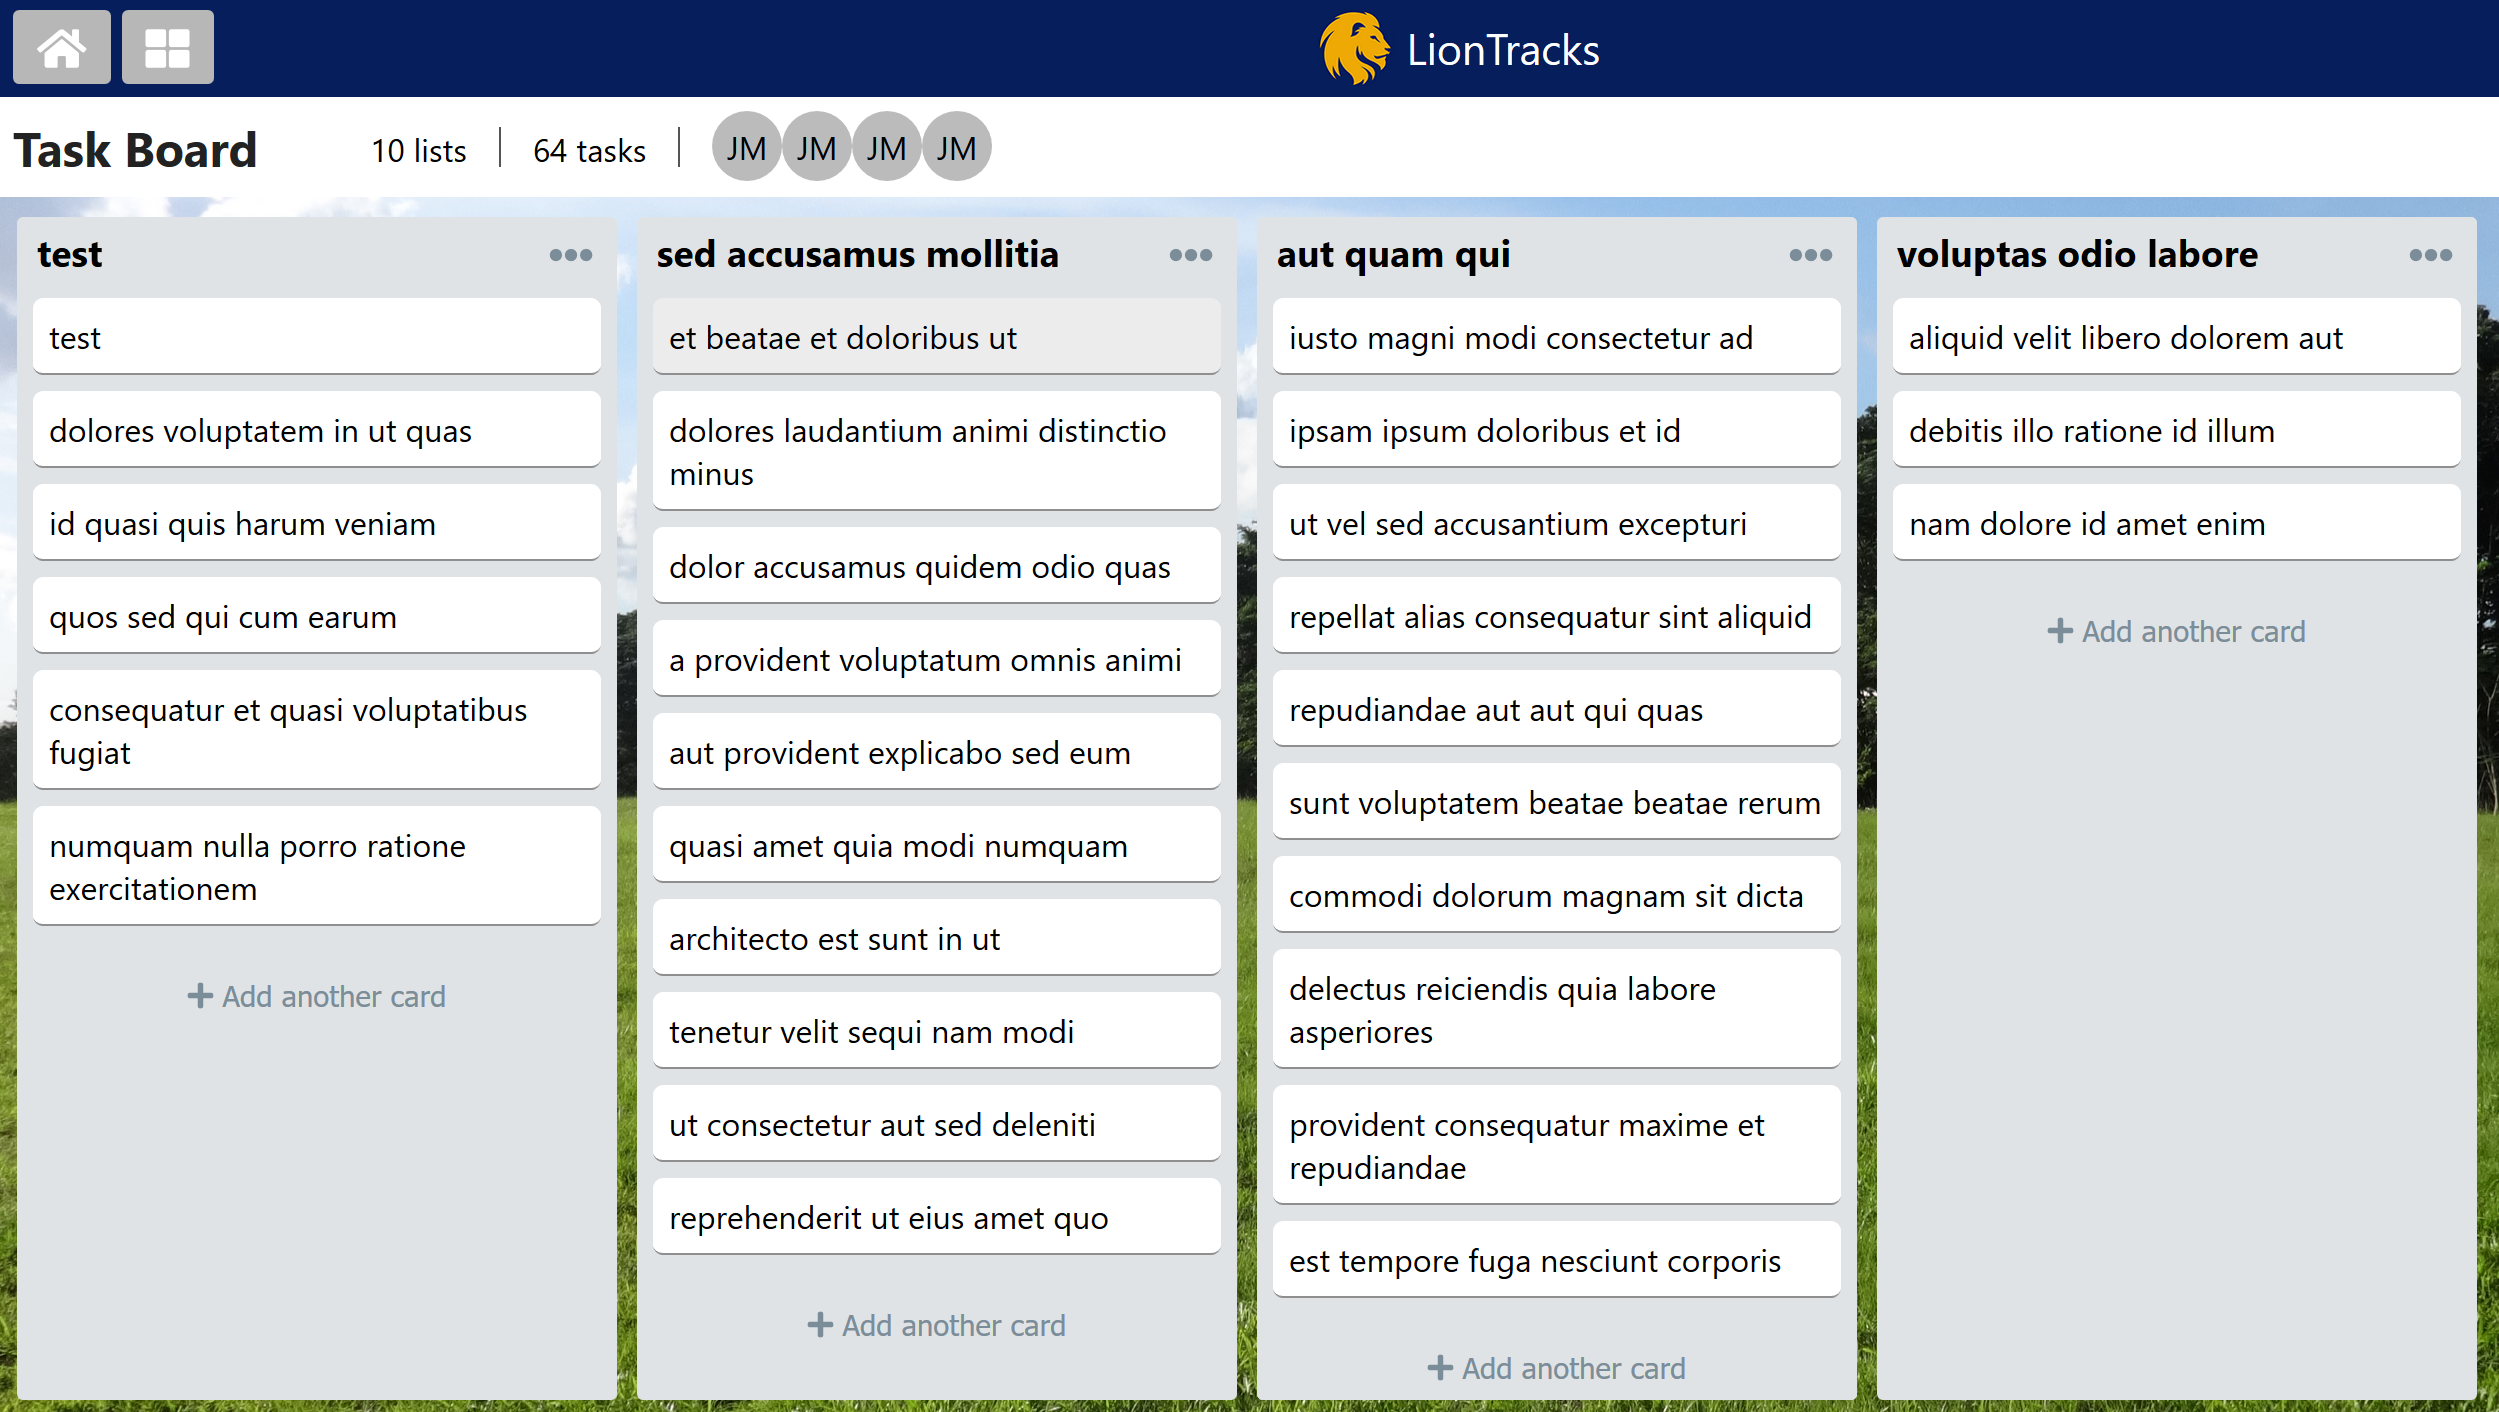 LionTracks
Task Board
10 lists
64 tasks
JM
JM
JM
JM
test
test
dolores voluptatem in ut quas
id quasi quis harum veniam
quos sed qui cum earum
consequatur et quasi voluptatibus
fugiat
numquam nulla porro ratione
exercitationem
Add another card
sed accusamus mollitia
et beatae et doloribus ut
dolores laudantium animi distinctio
minus
dolor accusamus quidem odio quas
a provident voluptatum omnis animi
aut provident explicabo sed eum
quasi amet quia modi numquam
architecto est sunt in ut
tenetur velit sequi nam modi
ut consectetur aut sed deleniti
reprehenderit ut eius amet quo
Add another card
aut quam qui
iusto magni modi consectetur ad
ipsam ipsum doloribus et id
ut vel sed accusantium excepturi
repellat alias consequatur sint aliquid
repudiandae aut aut qui quas
sunt voluptatem beatae beatae rerum
commodi dolorum magnam sit dicta
delectus reiciendis quia labore
asperiores
provident consequatur maxime et
repudiandae
est tempore fuga nesciunt corporis
Add another card
voluptas odio labore
aliquid velit libero dolorem aut
debitis illo ratione id illum
nam dolore id amet enim
Add another card